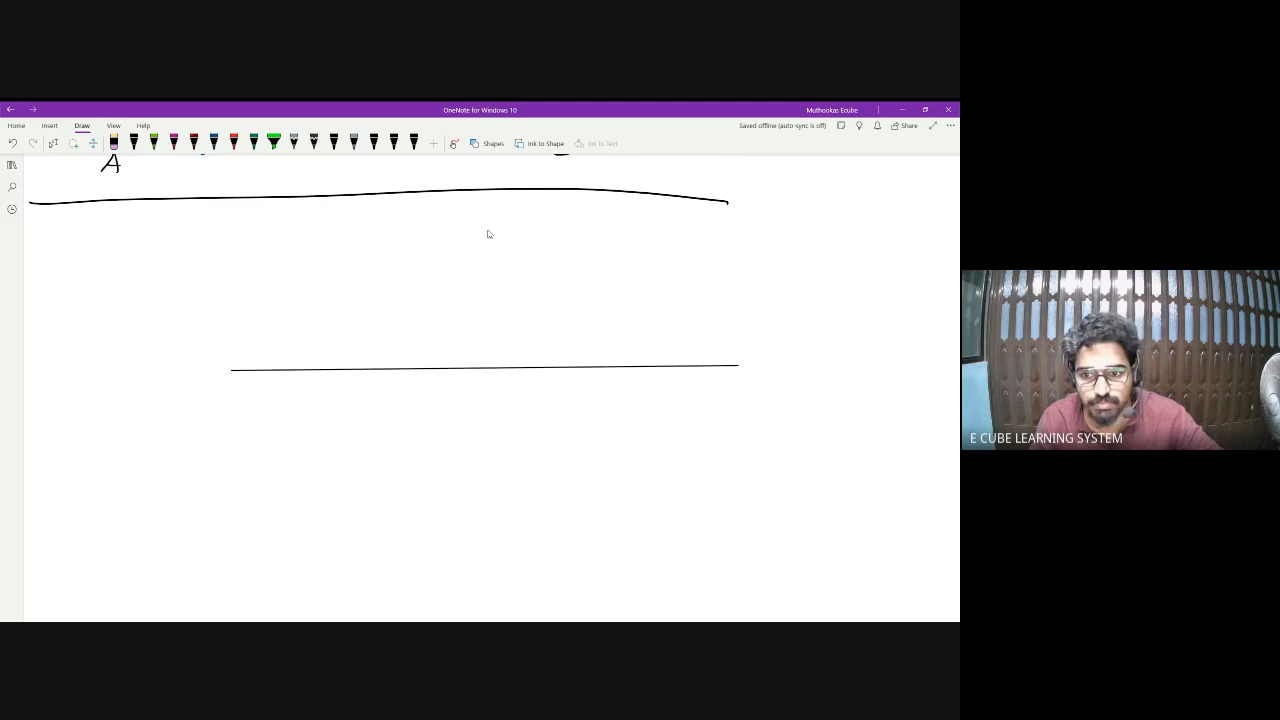 OneNote for Windows 10
Muthookas Ecube
Home Insert Draw View Help
Saved offline (auto-sync is off)
Share
Shapes
Ink to Shape
Ink to Text
A
E CUBE LEARNING SYSTEM